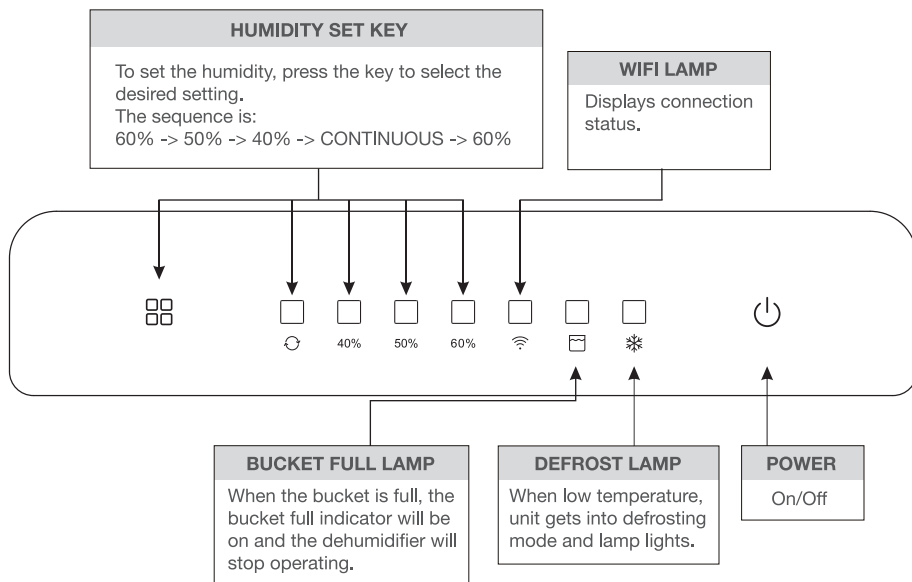 HUMIDITY SET KEY
To set the humidity, press the key to select the
desired setting.
The sequence is:
60% -> 50% -> 40% -> CONTINUOUS -> 60%
WIFI LAMP
Displays connection
status.
40%
50%
60%
BUCKET FULL LAMP
When the bucket is full, the
bucket full indicator will be
on and the dehumidifier will
stop operating.
DEFROST LAMP
When low temperature,
unit gets into defrosting
mode and lamp lights.
POWER
On/Off